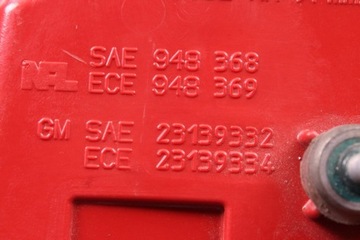 SAE 948 368
NAL ECE 948 369
GM SAE 23139332
ECE 23139334